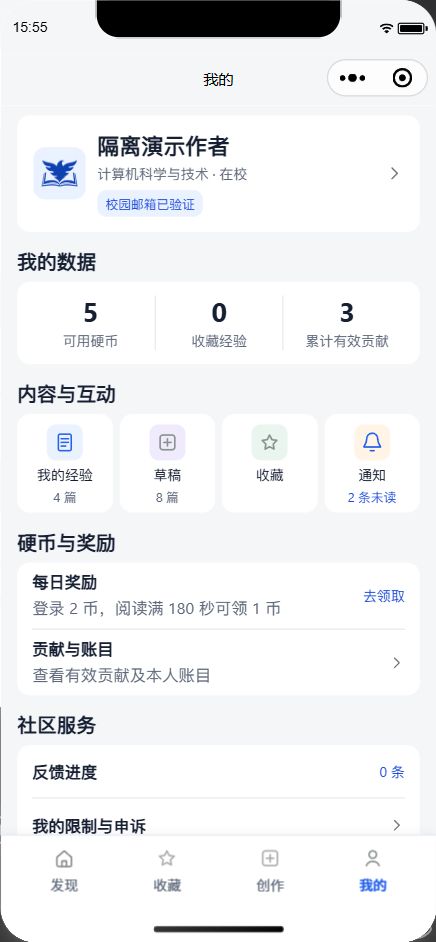 15:55
我的
隔离演示作者
计算机科学与技术 · 在校
校园邮箱已验证
我的数据
5
0
3
可用硬币
收藏经验
累计有效贡献
内容与互动
我的经验
草稿
收藏
通知
4 篇
8 篇
2 条未读
硬币与奖励
每日奖励
登录 2 币，阅读满 180 秒可领 1 币
去领取
贡献与账目
查看有效贡献及本人账目
社区服务
反馈进度
0 条
我的限制与申诉
发现
收藏
创作
我的